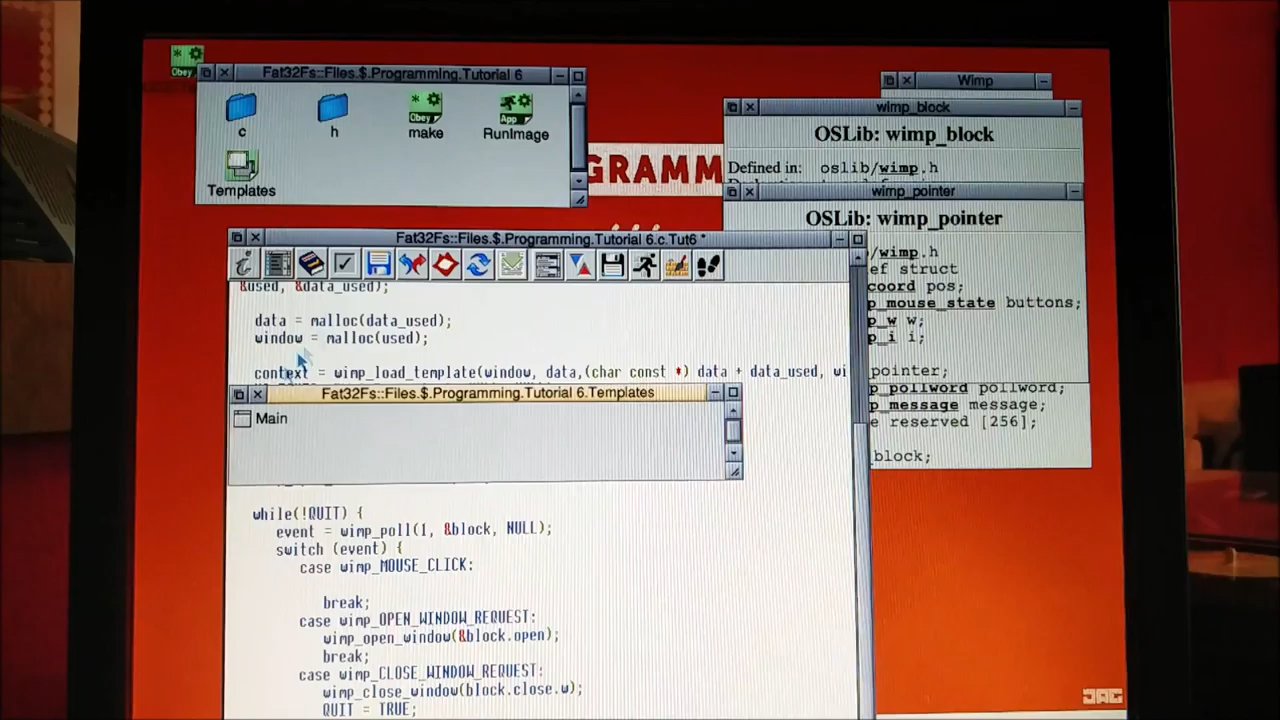 Obey
Fat32Fs::Files.$.Programming.Tutorial 6
c
h
Obey
make
App
RunImage
Templates
GRAMM
Wimp
wimp_block
OSLib: wimp_block
Defined in: oslib/wimp.h
wimp_pointer
OSLib: wimp_pointer
/wimp.h
ef struct
coord pos;
p_mouse_state buttons;
p_w w;
p_i i;
pointer;
p_pollword pollword;
p_message message;
e reserved [256];
block;
Fat32Fs::Files.$.Programming.Tutorial 6.c.Tut6 *
&used, &data_used);
data = malloc(data_used);
window = malloc(used);
context = wimp_load_template(window, data,(char const *) data + data_used, wi
Fat32Fs::Files.$.Programming.Tutorial 6.Templates
Main
while(!QUIT) {
event = wimp_poll(1, &block, NULL);
switch (event) {
case wimp_MOUSE_CLICK:
break;
case wimp_OPEN_WINDOW_REQUEST:
wimp_open_window(&block.open);
break;
case wimp_CLOSE_WINDOW_REQUEST:
wimp_close_window(block.close.w);
QUIT = TRUE;
JAG